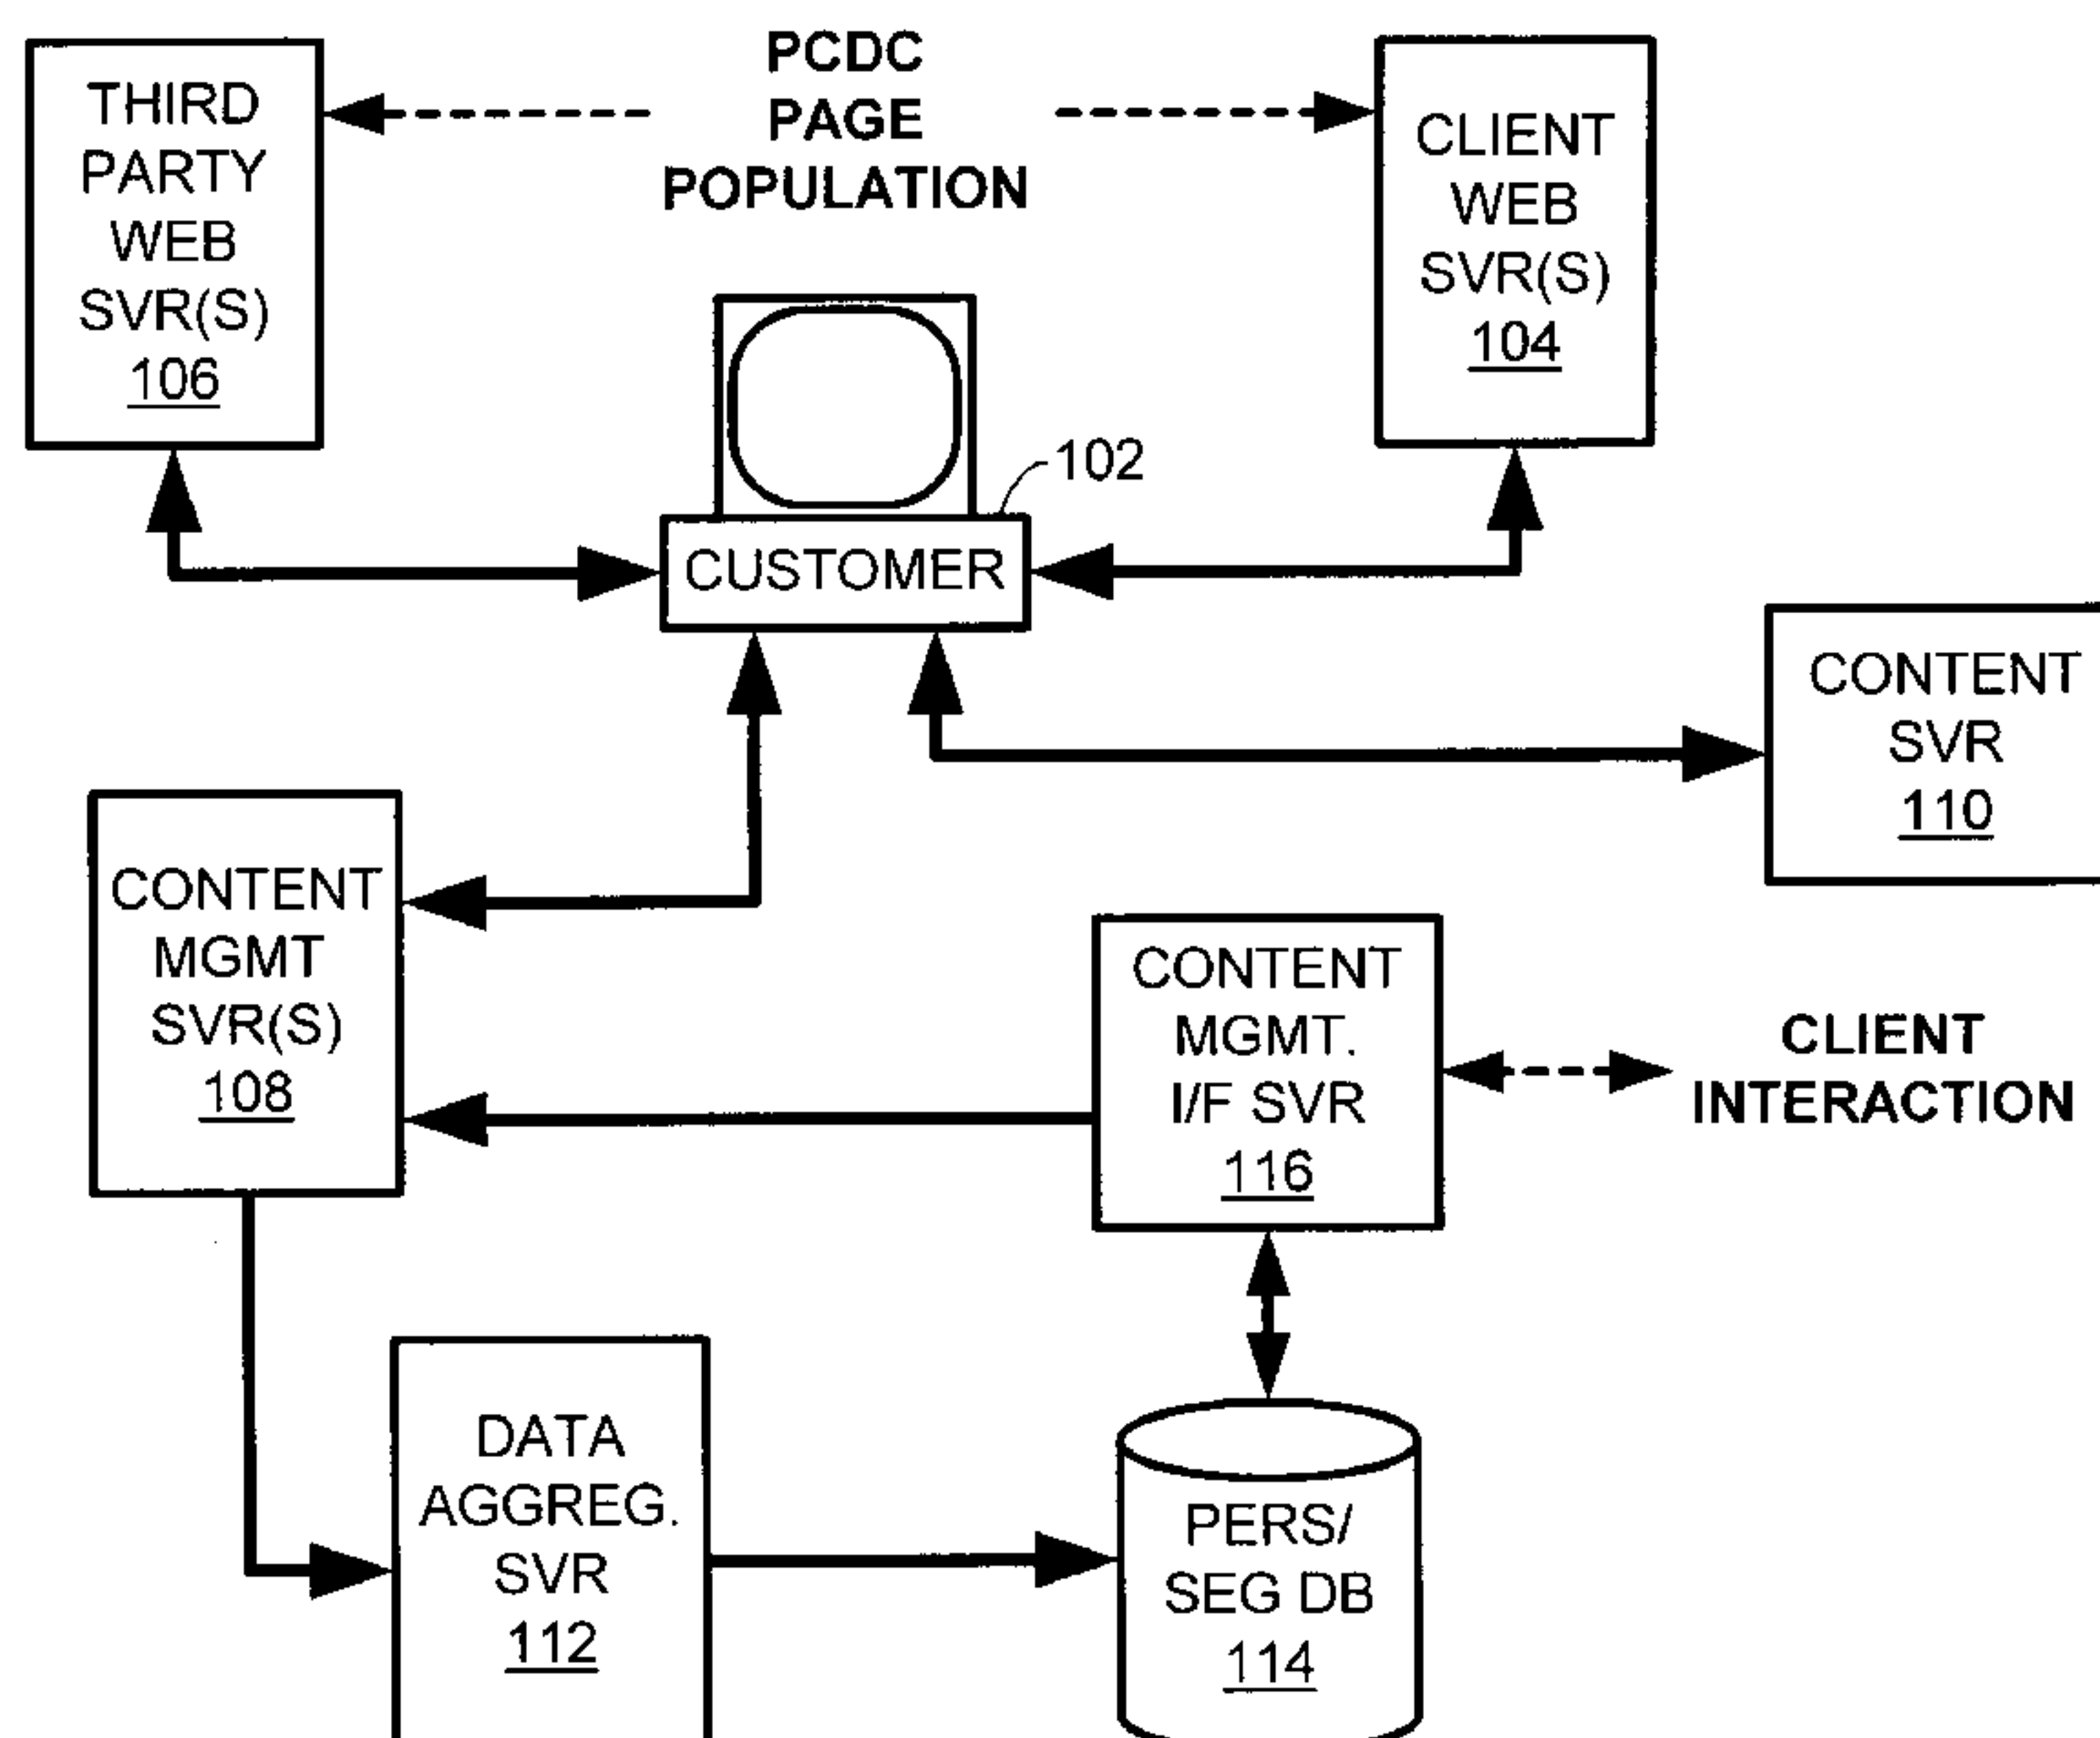 PCDC
PAGE
POPULATION
THIRD
PARTY
WEB
SVR(S)
106
CLIENT
WEB
SVR(S)
104
102
CUSTOMER
CONTENT
SVR
110
CONTENT
MGMT
SVR(S)
108
CONTENT
MGMT.
I/F SVR
116
CLIENT
INTERACTION
DATA
AGGREG.
SVR
112
PERS/
SEG DB
114